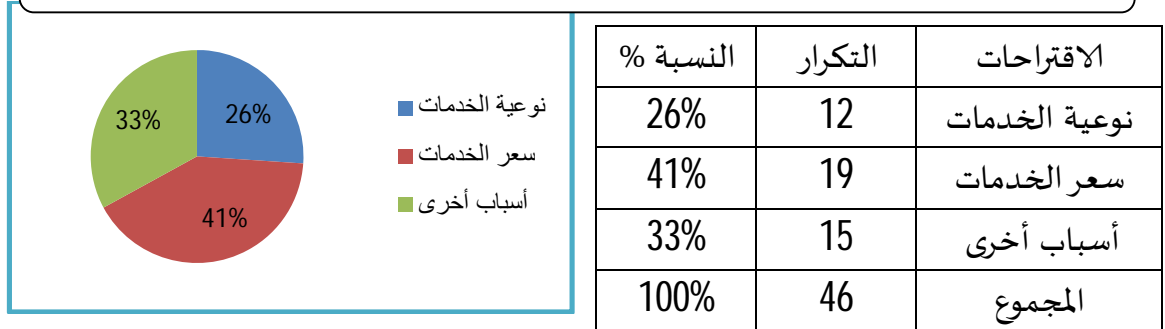 الاقتراحات التكرار النسبة %
نوعية الخدمات 12 26%
سعر الخدمات 19 41%
أسباب أخرى 15 33%
المجموع 46 100%
26%
33%
41%
نوعية الخدمات
سعر الخدمات
أسباب أخرى